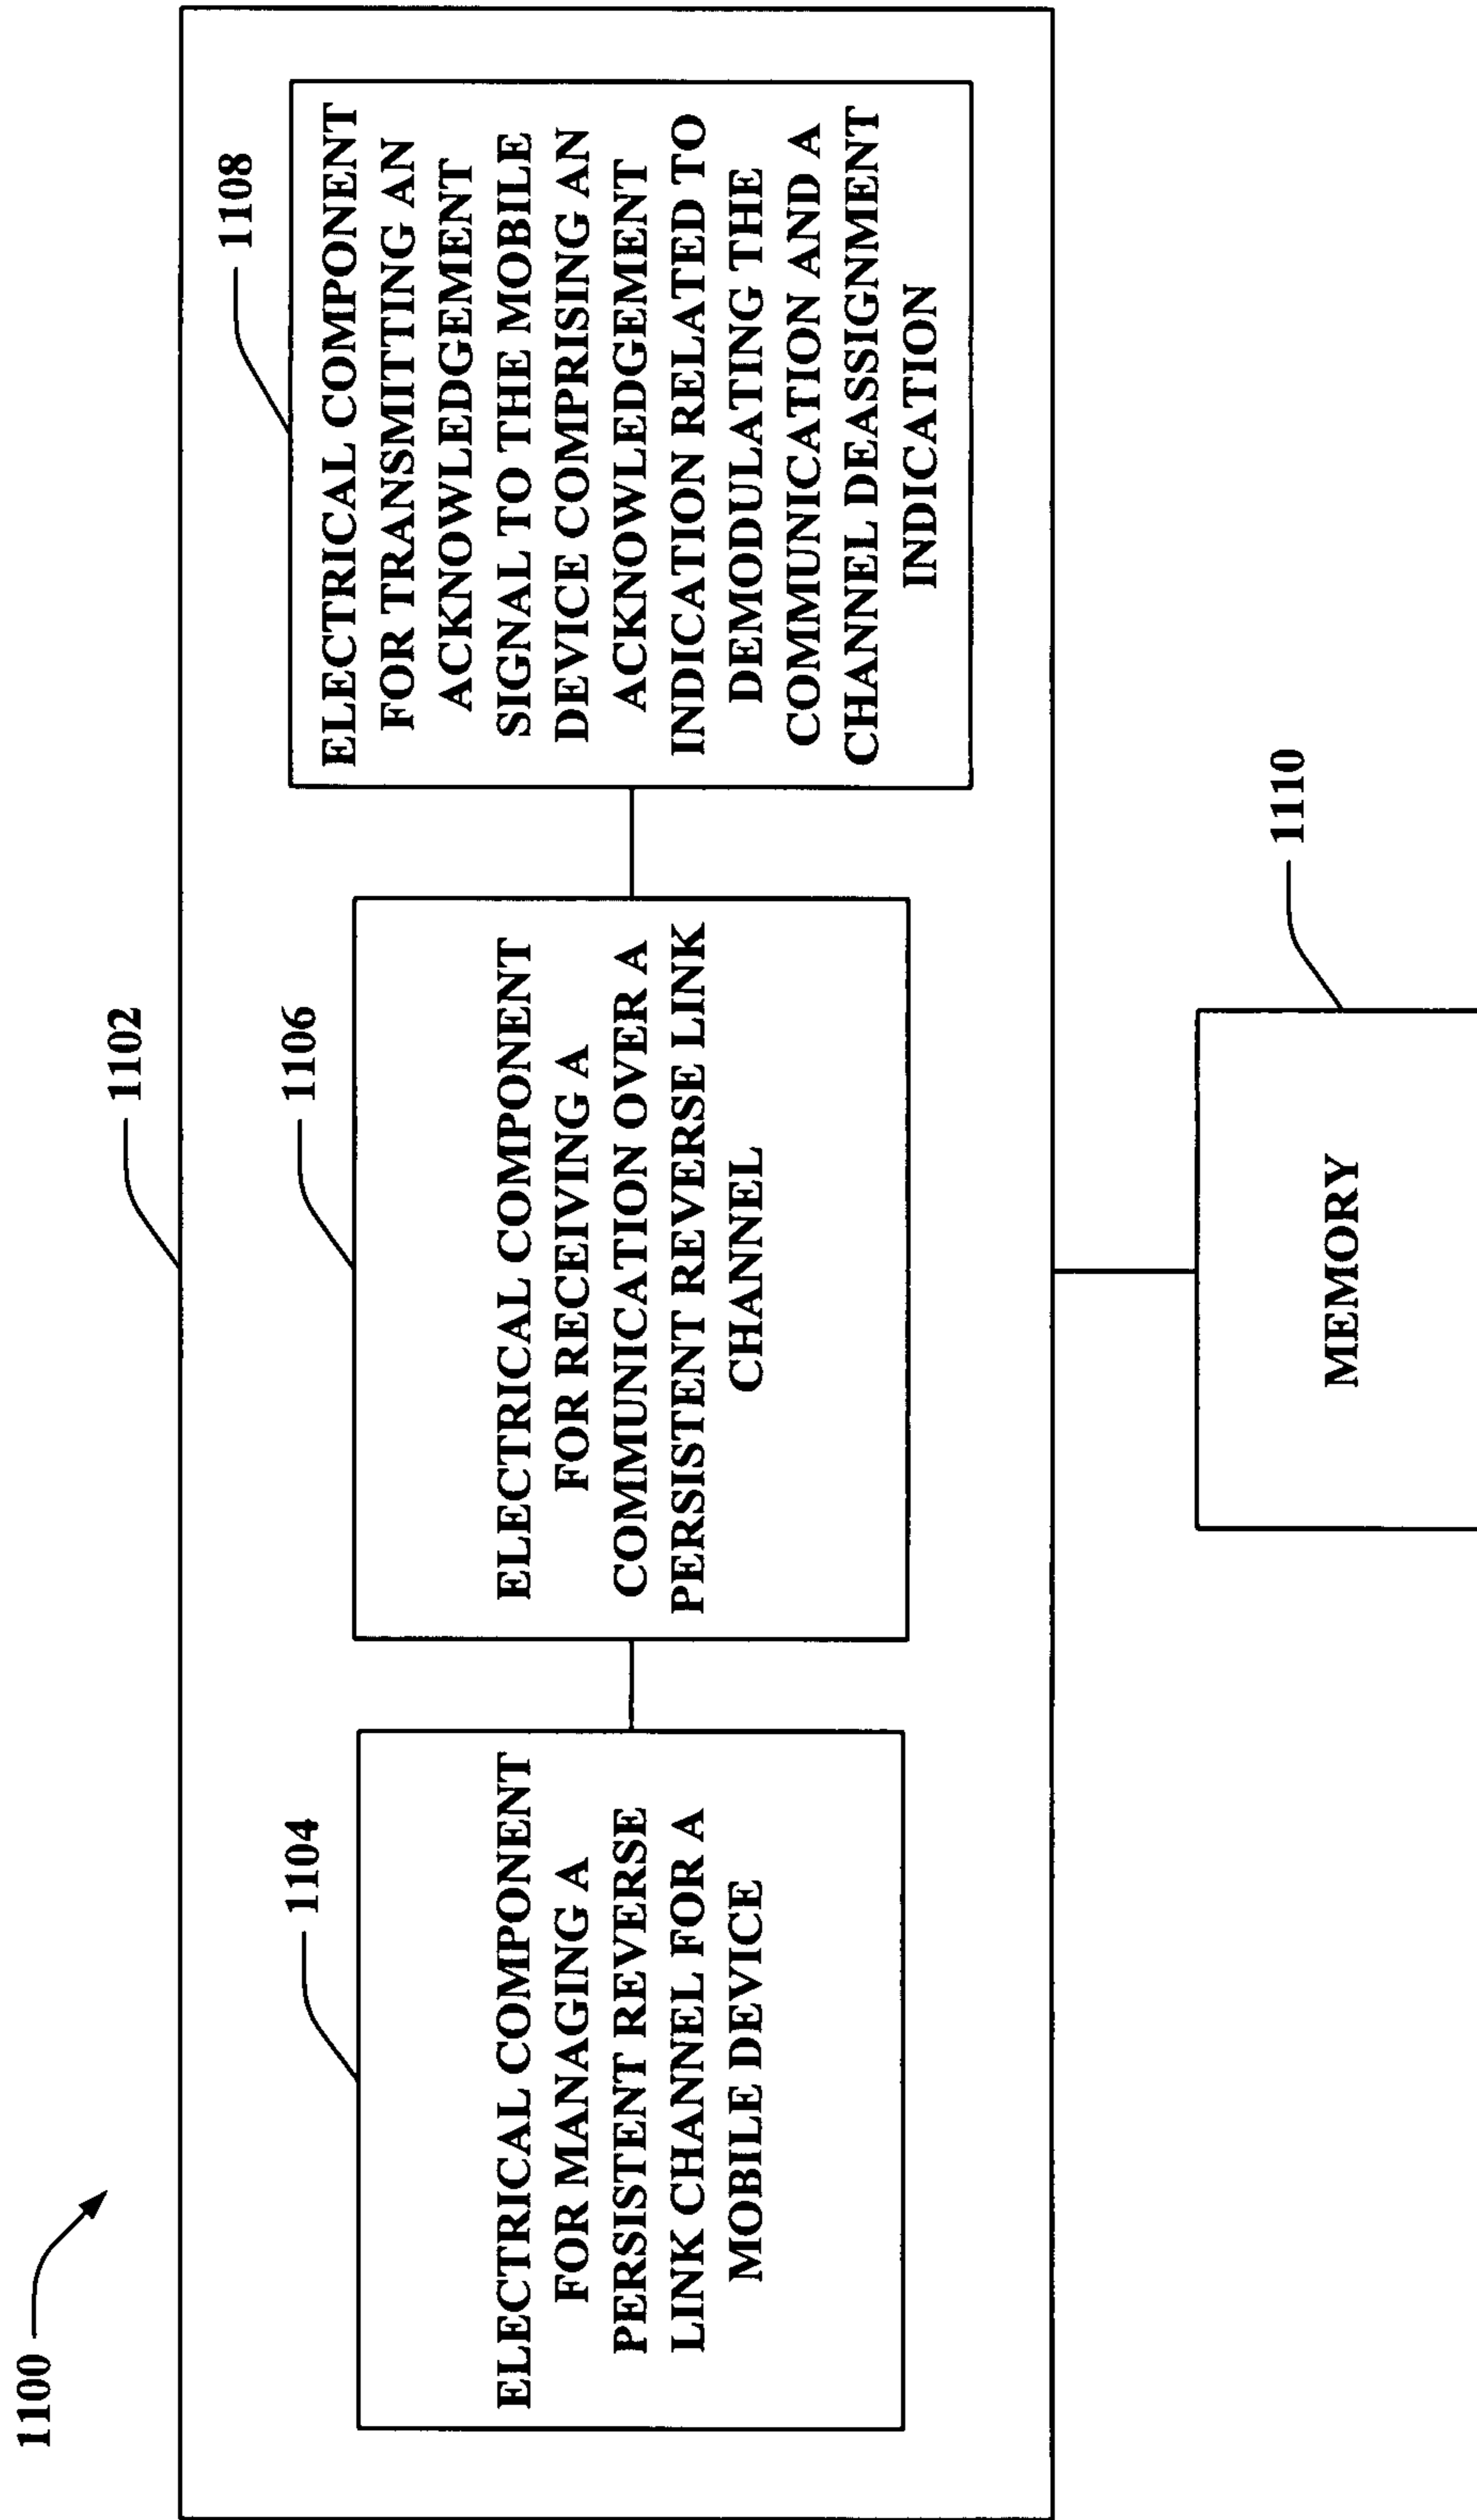 1100
1102
1104
ELECTRICAL COMPONENT
FOR MANAGING A
PERSISTENT REVERSE
LINK CHANNEL FOR A
MOBILE DEVICE
1106
ELECTRICAL COMPONENT
FOR RECEIVING A
COMMUNICATION OVER A
PERSISTENT REVERSE LINK
CHANNEL
1108
ELECTRICAL COMPONENT
FOR TRANSMITTING AN
ACKNOWLEDGMENT
SIGNAL TO THE MOBILE
DEVICE COMPRISING AN
ACKNOWLEDGEMENT
INDICATION RELATED TO
DEMODULATING THE
COMMUNICATION AND A
CHANNEL DEASSIGNMENT
INDICATION
1110
MEMORY